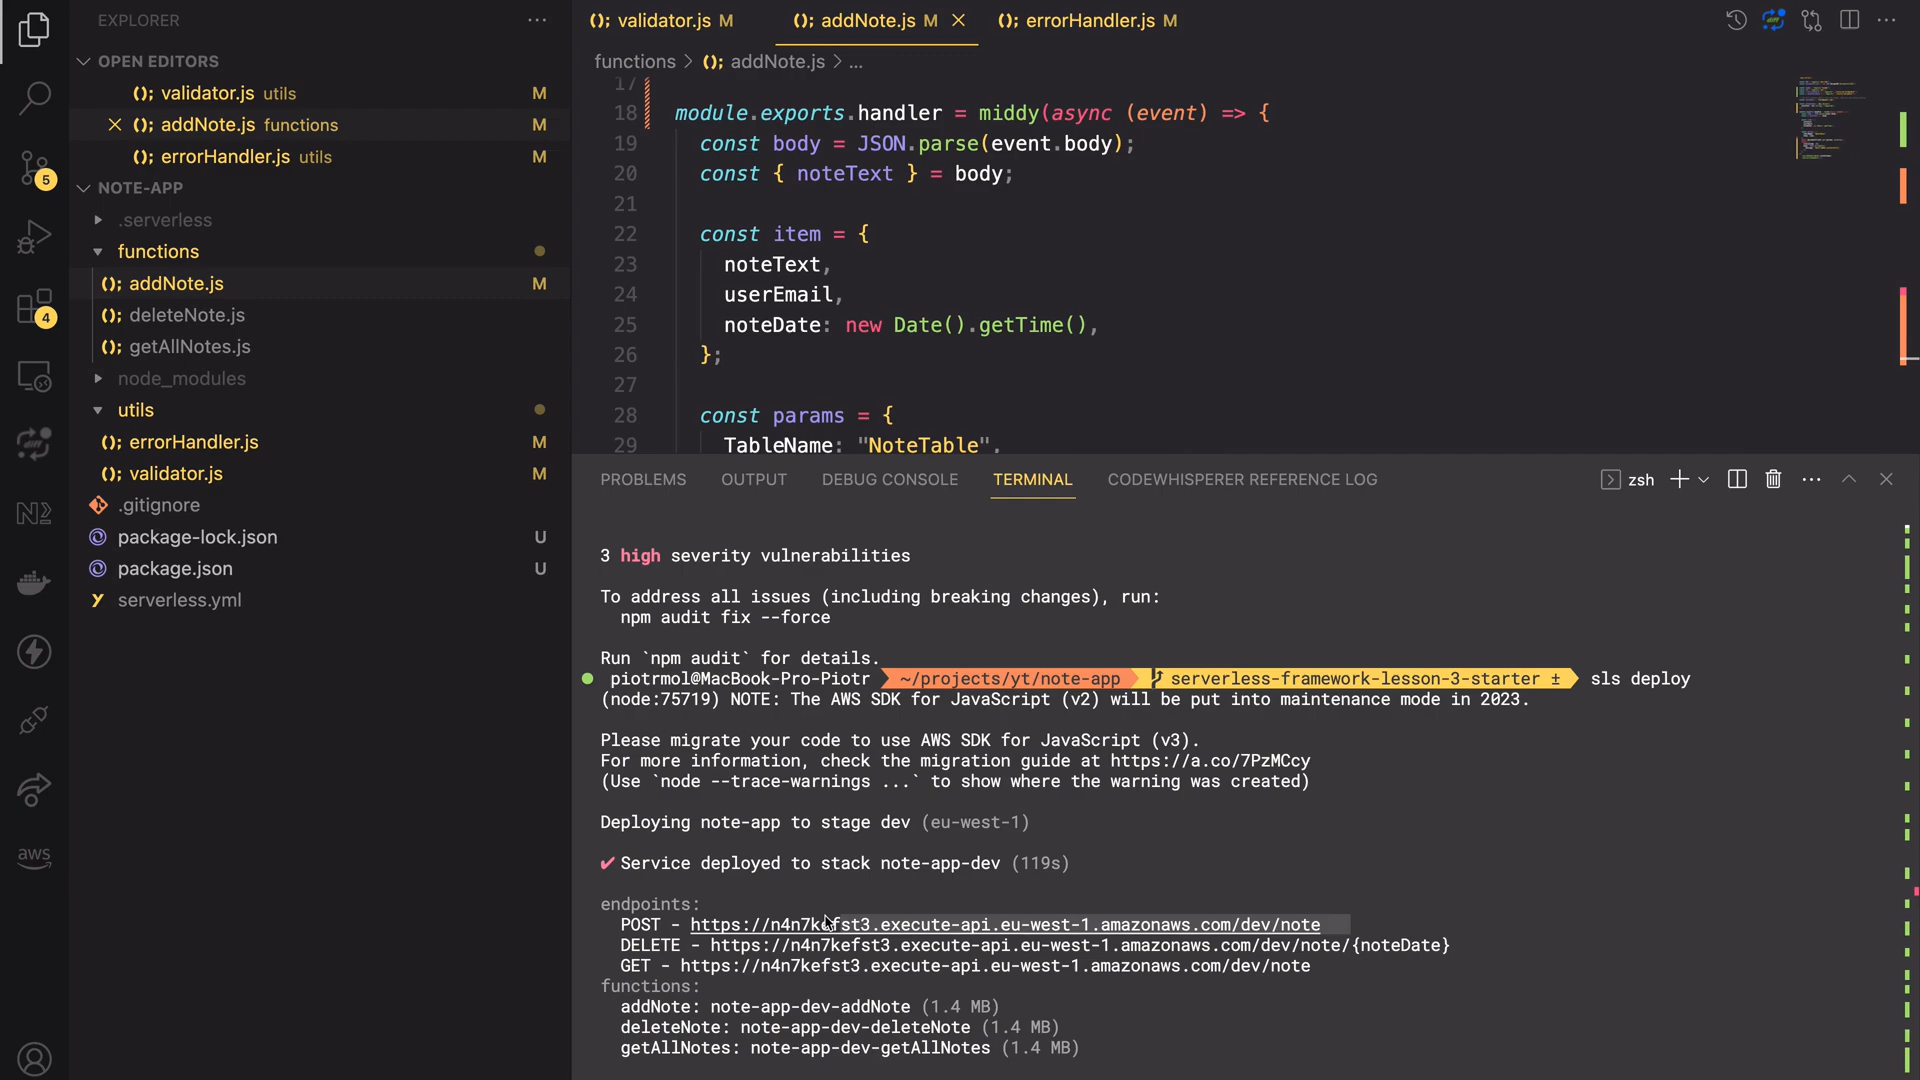 EXPLORER
OPEN EDITORS
validator.js utils M
addNote.js functions M
errorHandler.js utils M
NOTE-APP
.serverless
functions
addNote.js M
deleteNote.js
getAllNotes.js
node_modules
utils
errorHandler.js M
validator.js M
.gitignore
package-lock.json U
package.json U
serverless.yml
5
4
diff
aws
validator.js M
addNote.js M
errorHandler.js M
functions > addNote.js > ...
17
18 module.exports.handler = middy(async (event) => {
19 const body = JSON.parse(event.body);
20 const { noteText } = body;
21
22 const item = {
23 noteText,
24 userEmail,
25 noteDate: new Date().getTime(),
26 };
27
28 const params = {
29 TableName: "NoteTable",
PROBLEMS OUTPUT DEBUG CONSOLE TERMINAL CODEWHISPERER REFERENCE LOG
zsh
3 high severity vulnerabilities
To address all issues (including breaking changes), run:
npm audit fix --force
Run `npm audit` for details.
piotrmol@MacBook-Pro-Piotr ~/projects/yt/note-app serverless-framework-lesson-3-starter ± sls deploy
(node:75719) NOTE: The AWS SDK for JavaScript (v2) will be put into maintenance mode in 2023.
Please migrate your code to use AWS SDK for JavaScript (v3).
For more information, check the migration guide at https://a.co/7PzMCcy
(Use `node --trace-warnings ...` to show where the warning was created)
Deploying note-app to stage dev (eu-west-1)
✔ Service deployed to stack note-app-dev (119s)
endpoints:
POST - https://n4n7kefst3.execute-api.eu-west-1.amazonaws.com/dev/note
DELETE - https://n4n7kefst3.execute-api.eu-west-1.amazonaws.com/dev/note/{noteDate}
GET - https://n4n7kefst3.execute-api.eu-west-1.amazonaws.com/dev/note
functions:
addNote: note-app-dev-addNote (1.4 MB)
deleteNote: note-app-dev-deleteNote (1.4 MB)
getAllNotes: note-app-dev-getAllNotes (1.4 MB)